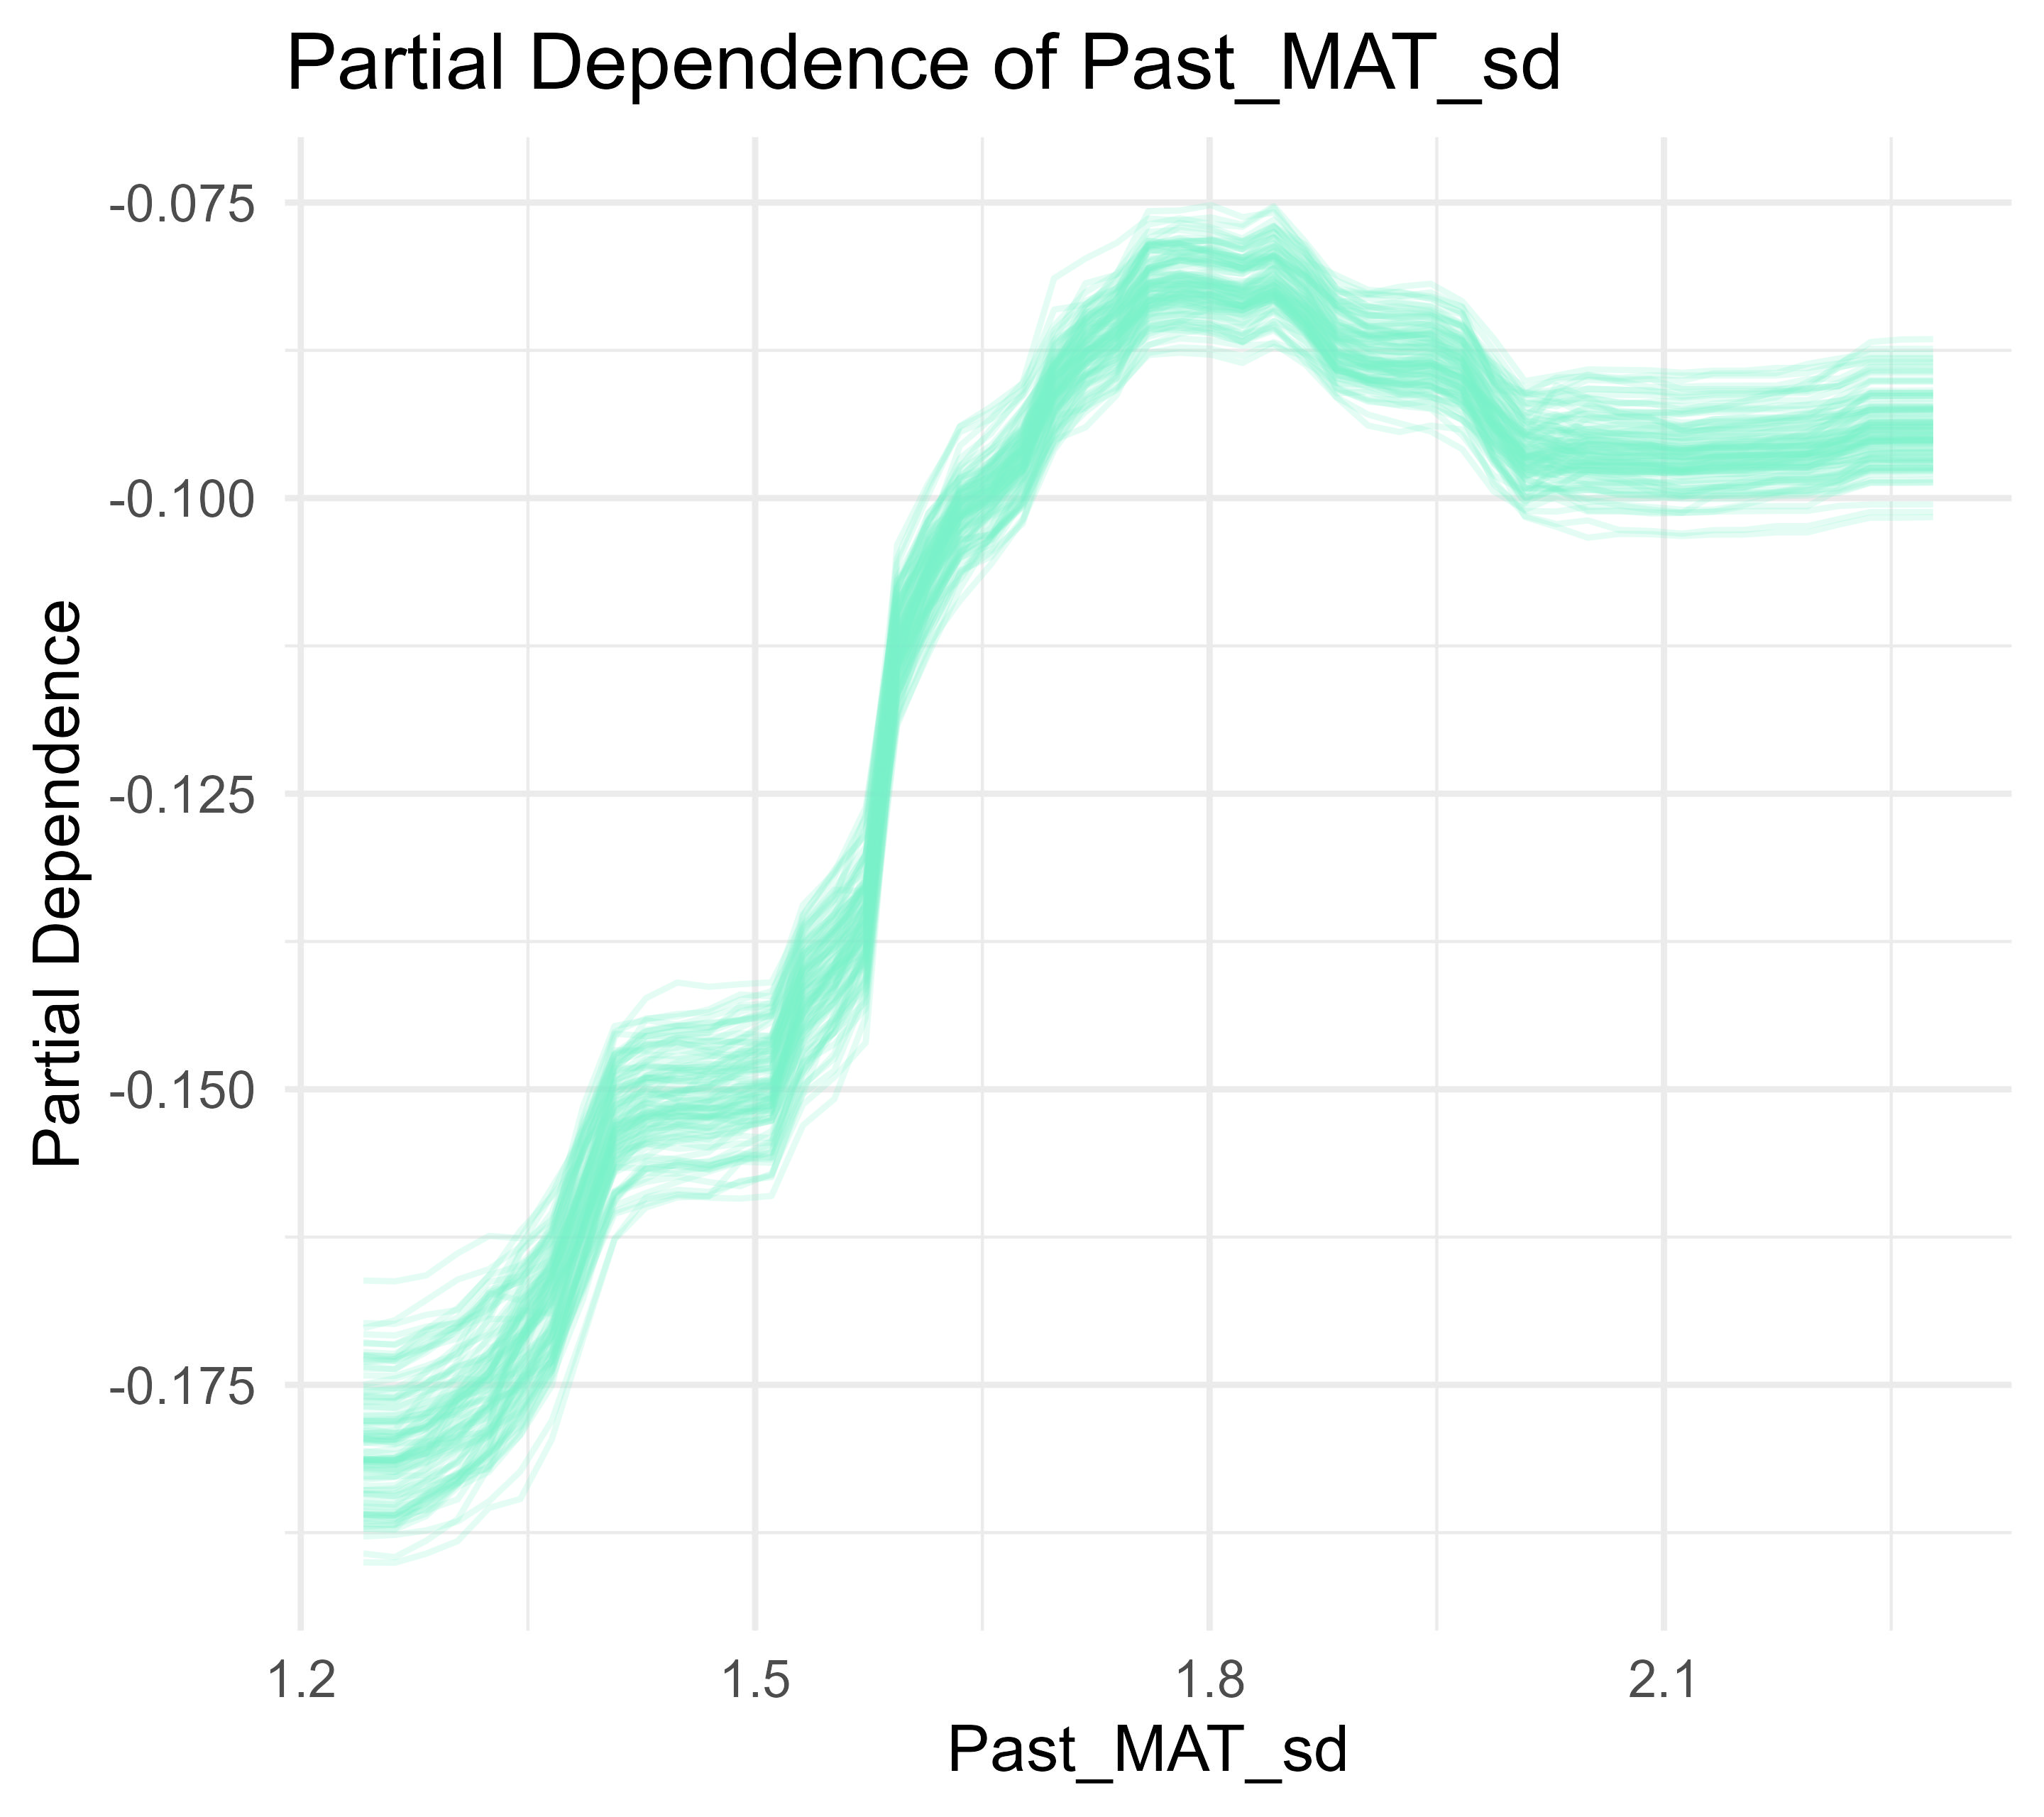 Partial Dependence of Past_MAT_sd
Partial Dependence
-0.075
-0.100
-0.125
-0.150
-0.175
1.2 1.5 1.8 2.1
Past_MAT_sd